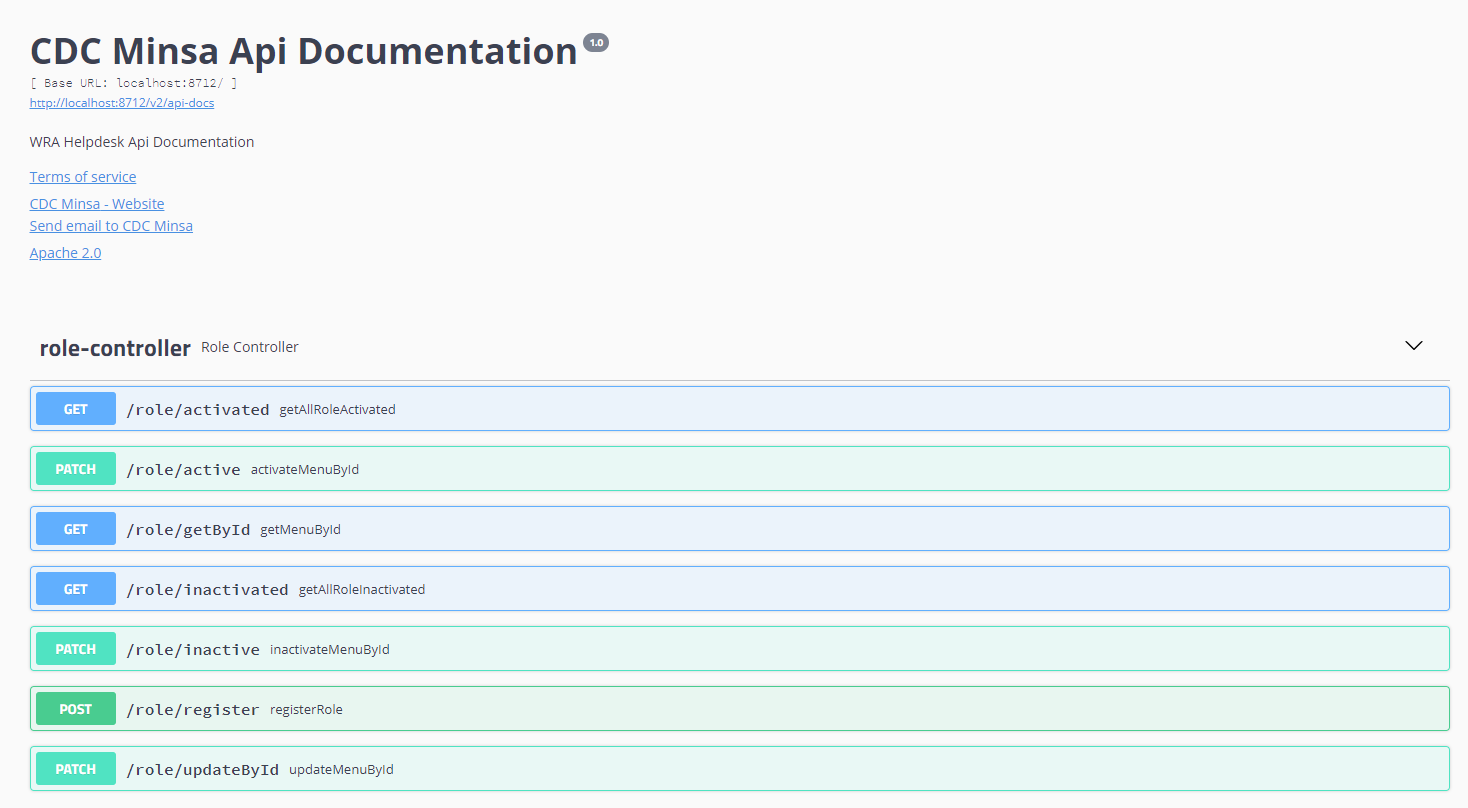 CDC Minsa Api Documentation 1.0
[ Base URL: localhost:8712/ ]
http://localhost:8712/v2/api-docs
WRA Helpdesk Api Documentation
Terms of service
CDC Minsa - Website
Send email to CDC Minsa
Apache 2.0
role-controller Role Controller
GET /role/activated getAllRoleActivated
PATCH /role/active activateMenuById
GET /role/getById getMenuById
GET /role/inactivated getAllRoleInactivated
PATCH /role/inactive inactivateMenuById
POST /role/register registerRole
PATCH /role/updateById updateMenuById